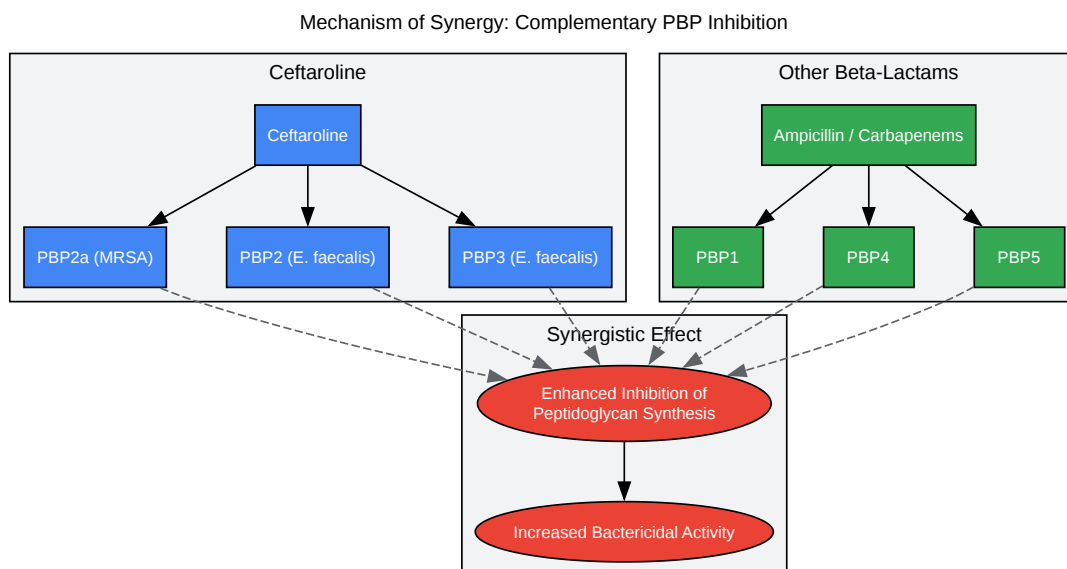 Mechanism of Synergy: Complementary PBP Inhibition
Ceftaroline
Other Beta-Lactams
Ceftaroline
Ampicillin / Carbapenems
PBP2a (MRSA)
PBP2 (E. faecalis)
PBP3 (E. faecalis)
PBP1
PBP4
PBP5
Synergistic Effect
Enhanced Inhibition of
Peptidoglycan Synthesis
Increased Bactericidal Activity